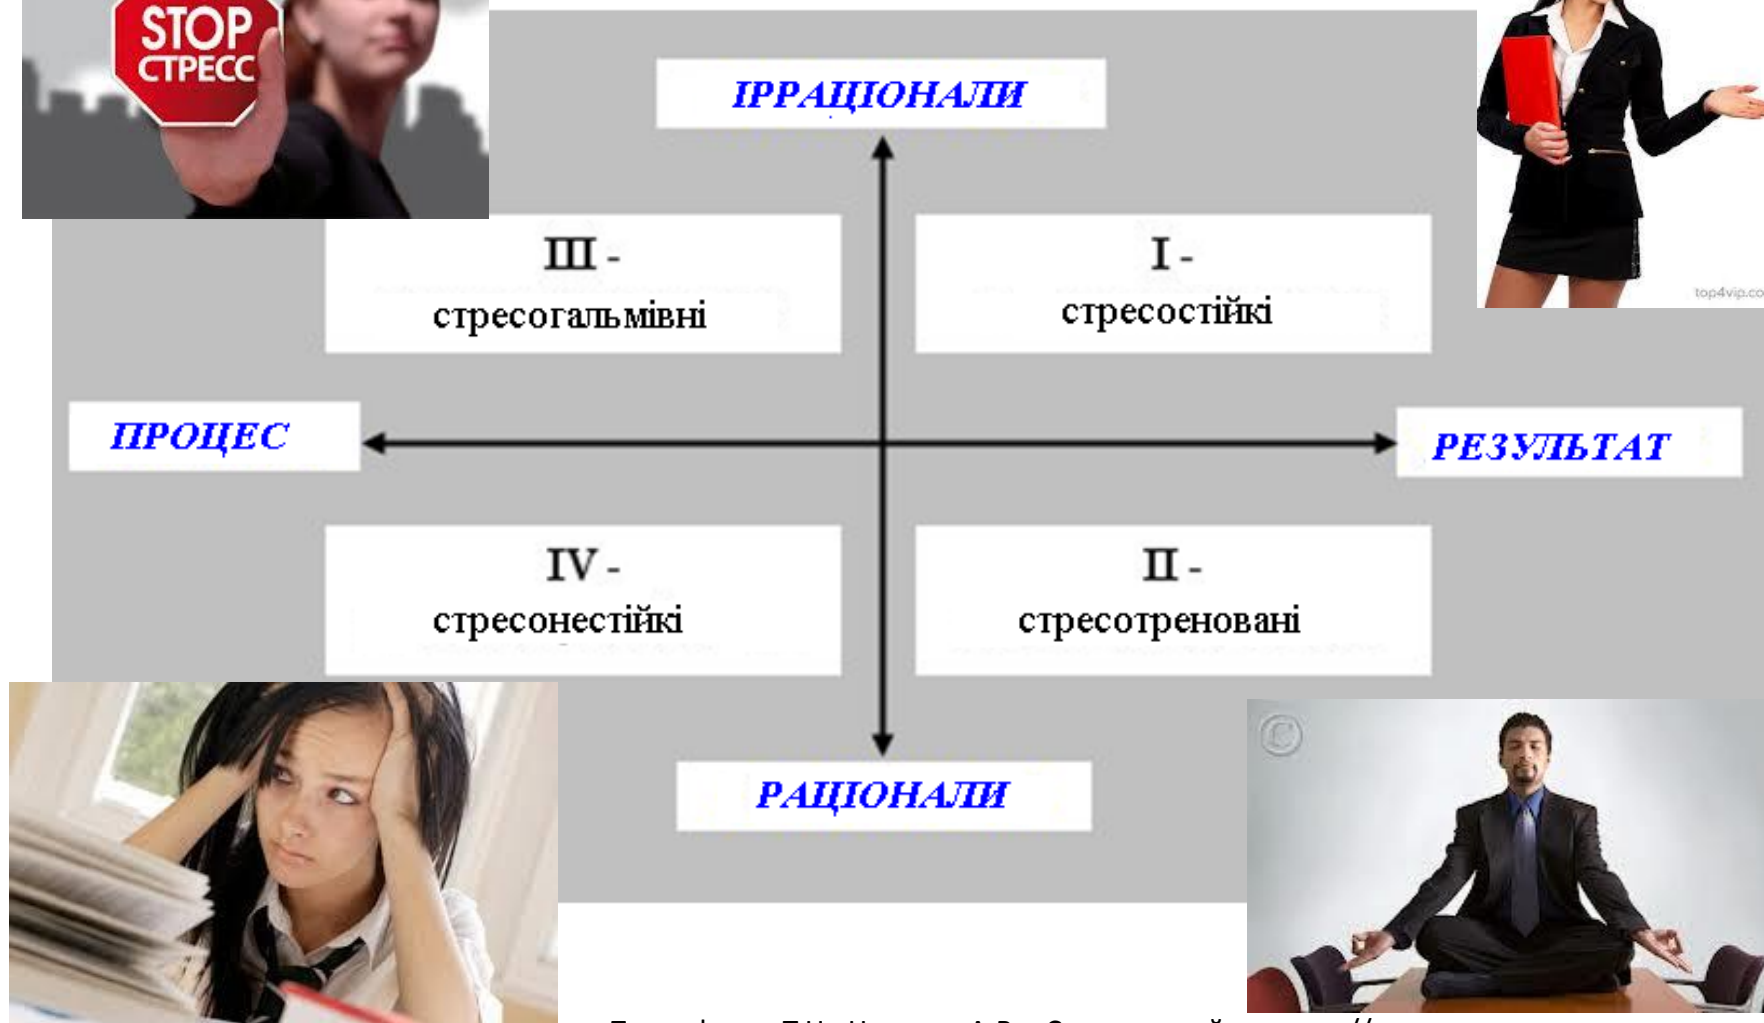 STOP
СТРЕСС
ІРРАЦІОНАЛИ
top4vip.co
III -
стресогальмівні
I -
стресостійкі
ПРОЦЕС
РЕЗУЛЬТАТ
IV -
стресонестійкі
II -
стресотреновані
РАЦІОНАЛИ
©